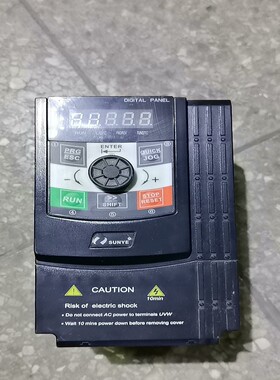 DIGITAL PANEL
PRG
ESC
ENTER
QUICK
JOG
RUN
>>
SHIFT
STOP
RESET
SUNYE
CAUTION
10min
Risk of electric shock
Do not connect AC power to terminals UVW
Wait 10 mins power down before removing cover